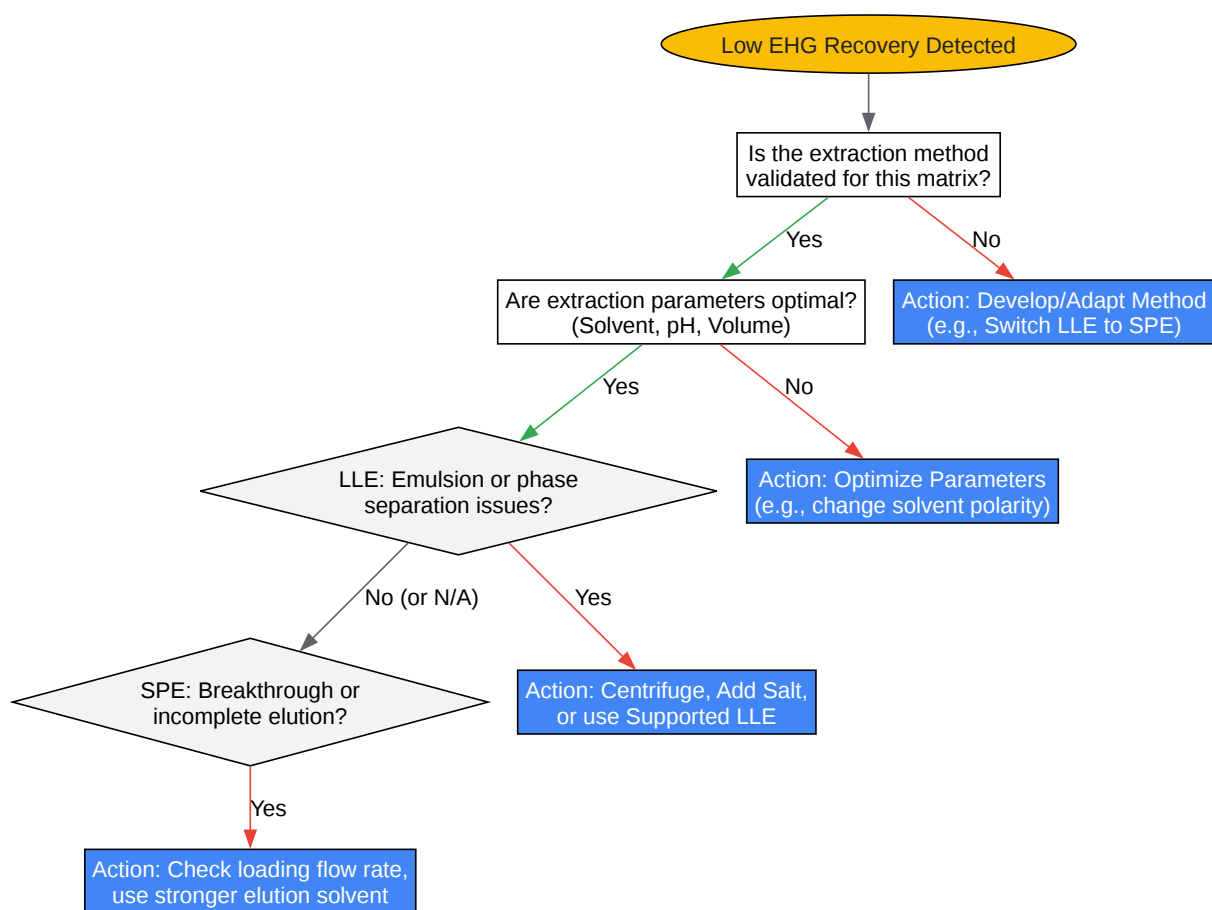 Low EHG Recovery Detected
Is the extraction method
validated for this matrix?
Yes
No
Are extraction parameters optimal?
(Solvent, pH, Volume)
Action: Develop/Adapt Method
(e.g., Switch LLE to SPE)
Yes
No
LLE: Emulsion or phase
separation issues?
Action: Optimize Parameters
(e.g., change solvent polarity)
No (or N/A)
Yes
SPE: Breakthrough or
incomplete elution?
Action: Centrifuge, Add Salt,
or use Supported LLE
Yes
Action: Check loading flow rate,
use stronger elution solvent